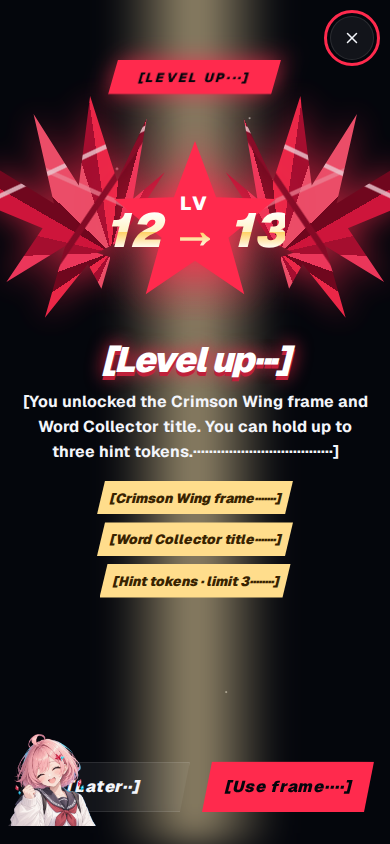 [LEVEL UP···]
LV
12 → 13
[Level up···]
[You unlocked the Crimson Wing frame and
Word Collector title. You can hold up to
three hint tokens.···································]
[Crimson Wing frame·······]
[Word Collector title·······]
[Hint tokens · limit 3········]
Later··]
[Use frame····]